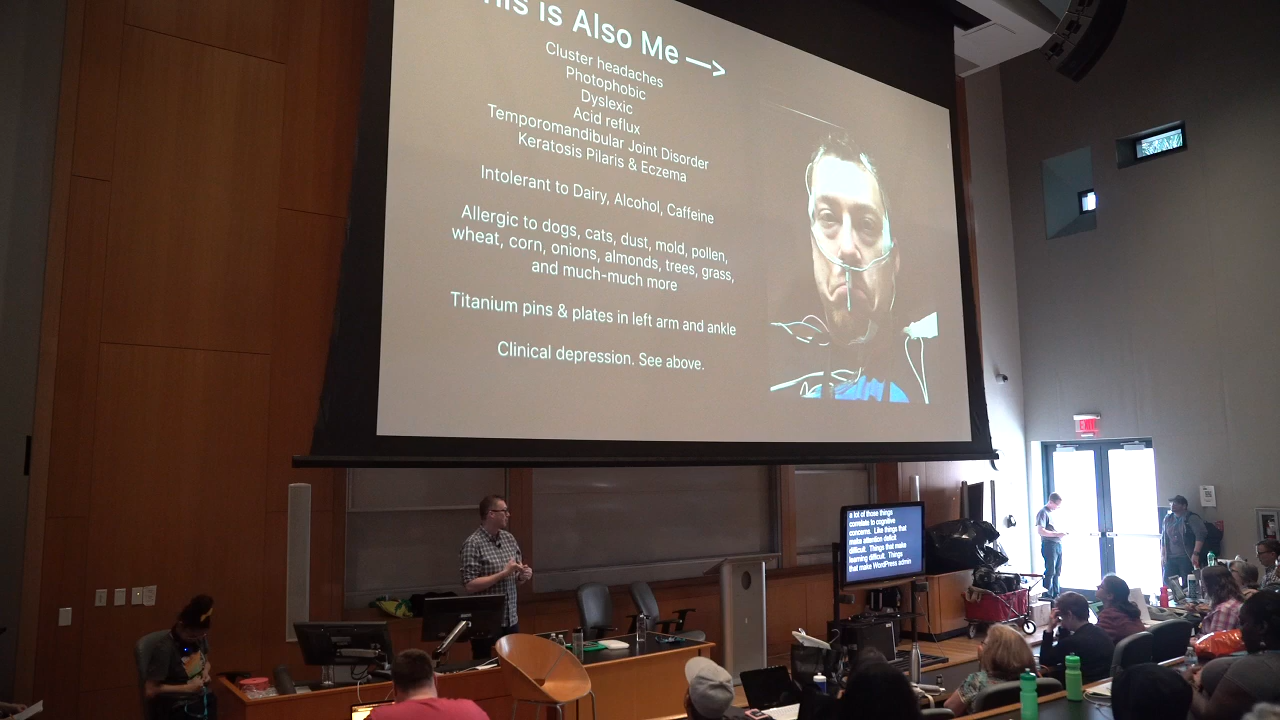 his is Also Me —>
Cluster headaches
Photophobic
Dyslexic
Acid reflux
Temporomandibular Joint Disorder
Keratosis Pilaris & Eczema
Intolerant to Dairy, Alcohol, Caffeine
Allergic to dogs, cats, dust, mold, pollen,
wheat, corn, onions, almonds, trees, grass,
and much-much more
Titanium pins & plates in left arm and ankle
Clinical depression. See above.
a lot of those things
correlate to cognitive
concerns. Like things that
make attention deficit
difficult. Things that make
learning difficult. Things
that make WordPress admin
EXIT